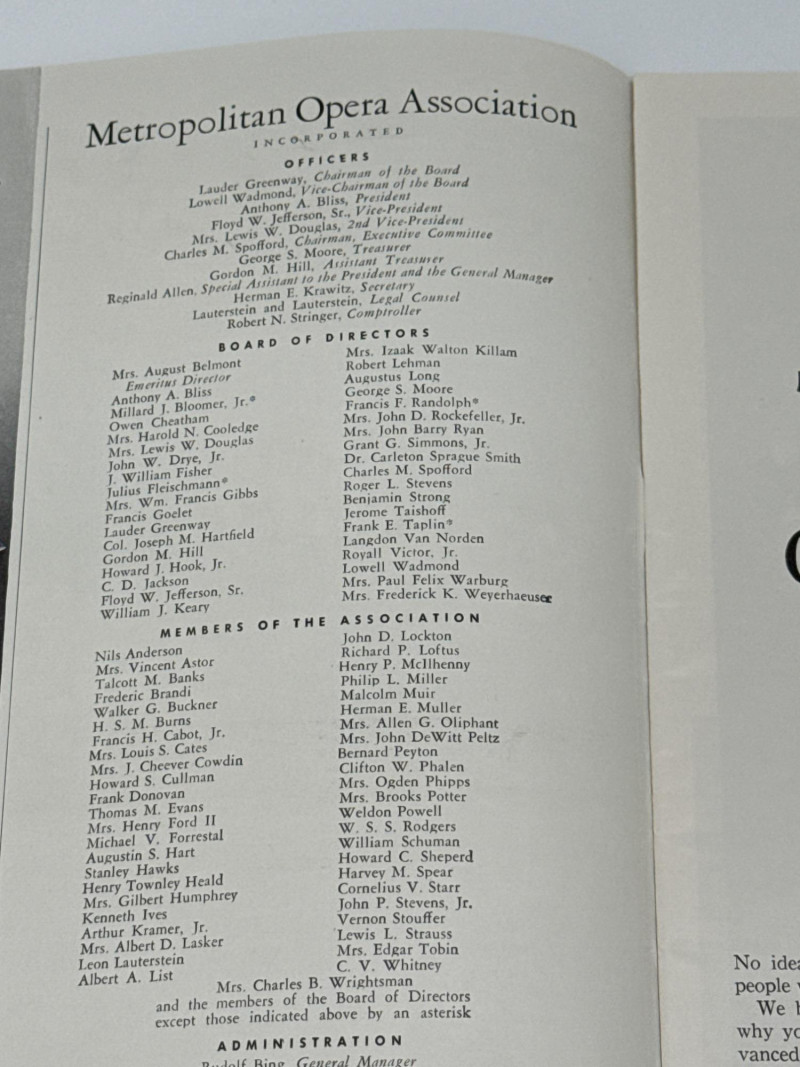 Metropolitan Opera Association
INCORPORATED
OFFICERS
Lauder Greenway, Chairman of the Board
Lowell Wadmond, Vice-Chairman of the Board
Anthony A. Bliss, President
Floyd W. Jefferson, Sr., Vice-President
Mrs. Lewis W. Douglas, 2nd Vice-President
Charles M. Spofford, Chairman, Executive Committee
George S. Moore, Treasurer
Gordon M. Hill, Assistant Treasurer
Reginald Allen, Special Assistant to the President and the General Manager
Herman E. Krawitz, Secretary
Lauterstein and Lauterstein, Legal Counsel
Robert N. Stringer, Comptroller
BOARD OF DIRECTORS
Mrs. August Belmont
Emeritus Director
Anthony A. Bliss
Millard J. Bloomer, Jr.*
Owen Cheatham
Mrs. Harold N. Cooledge
Mrs. Lewis W. Douglas
John W. Drye, Jr.
J. William Fisher
Julius Fleischmann*
Mrs. Wm. Francis Gibbs
Francis Goelet
Lauder Greenway
Col. Joseph M. Hartfield
Gordon M. Hill
Howard J. Hook, Jr.
C. D. Jackson
Floyd W. Jefferson, Sr.
William J. Keary
Mrs. Izaak Walton Killam
Robert Lehman
Augustus Long
George S. Moore
Francis F. Randolph*
Mrs. John D. Rockefeller, Jr.
Mrs. John Barry Ryan
Grant G. Simmons, Jr.
Dr. Carleton Sprague Smith
Charles M. Spofford
Roger L. Stevens
Benjamin Strong
Jerome Taishoff
Frank E. Taplin*
Langdon Van Norden
Royall Victor, Jr.
Lowell Wadmond
Mrs. Paul Felix Warburg
Mrs. Frederick K. Weyerhaeuser
MEMBERS OF THE ASSOCIATION
Nils Anderson
Mrs. Vincent Astor
Talcott M. Banks
Frederic Brandi
Walker G. Buckner
H. S. M. Burns
Francis H. Cabot, Jr.
Mrs. Louis S. Cates
Mrs. J. Cheever Cowdin
Howard S. Cullman
Frank Donovan
Thomas M. Evans
Mrs. Henry Ford II
Michael V. Forrestal
Augustin S. Hart
Stanley Hawks
Henry Townley Heald
Mrs. Gilbert Humphrey
Kenneth Ives
Arthur Kramer, Jr.
Mrs. Albert D. Lasker
Leon Lauterstein
Albert A. List
John D. Lockton
Richard P. Loftus
Henry P. McIlhenny
Philip L. Miller
Malcolm Muir
Herman E. Muller
Mrs. Allen G. Oliphant
Mrs. John DeWitt Peltz
Bernard Peyton
Clifton W. Phalen
Mrs. Ogden Phipps
Mrs. Brooks Potter
Weldon Powell
W. S. S. Rodgers
William Schuman
Howard C. Sheperd
Harvey M. Spear
Cornelius V. Starr
John P. Stevens, Jr.
Vernon Stouffer
Lewis L. Strauss
Mrs. Edgar Tobin
C. V. Whitney
Mrs. Charles B. Wrightsman
and the members of the Board of Directors
except those indicated above by an asterisk
ADMINISTRATION
Rudolf Bing, General Manager
No idea
people
We
why yo
vanced